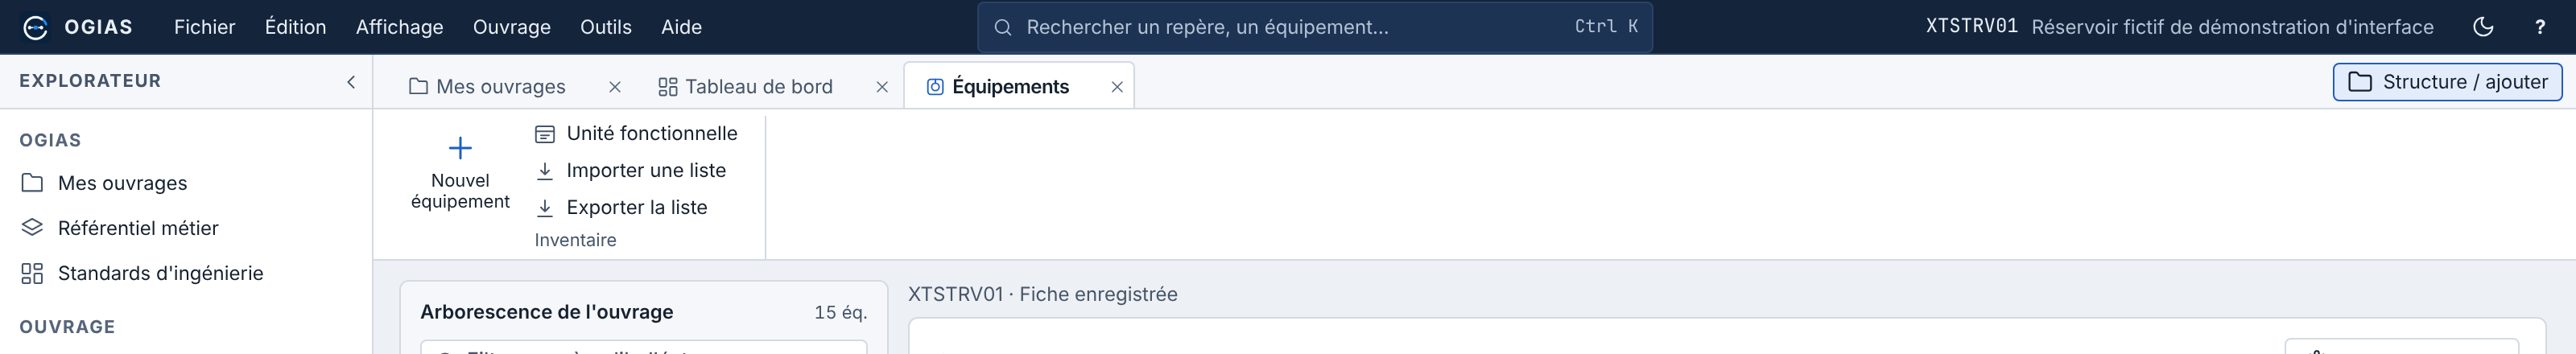 OGIAS Fichier Édition Affichage Ouvrage Outils Aide Rechercher un repère, un équipement... Ctrl K XTSTRV01 Réservoir fictif de démonstration d'interface ?
EXPLORATEUR
Mes ouvrages Tableau de bord Équipements Structure / ajouter
OGIAS
Mes ouvrages
Référentiel métier
Standards d'ingénierie
OUVRAGE
Nouvel
équipement
Unité fonctionnelle
Importer une liste
Exporter la liste
Inventaire
Arborescence de l'ouvrage 15 éq.
XTSTRV01 · Fiche enregistrée